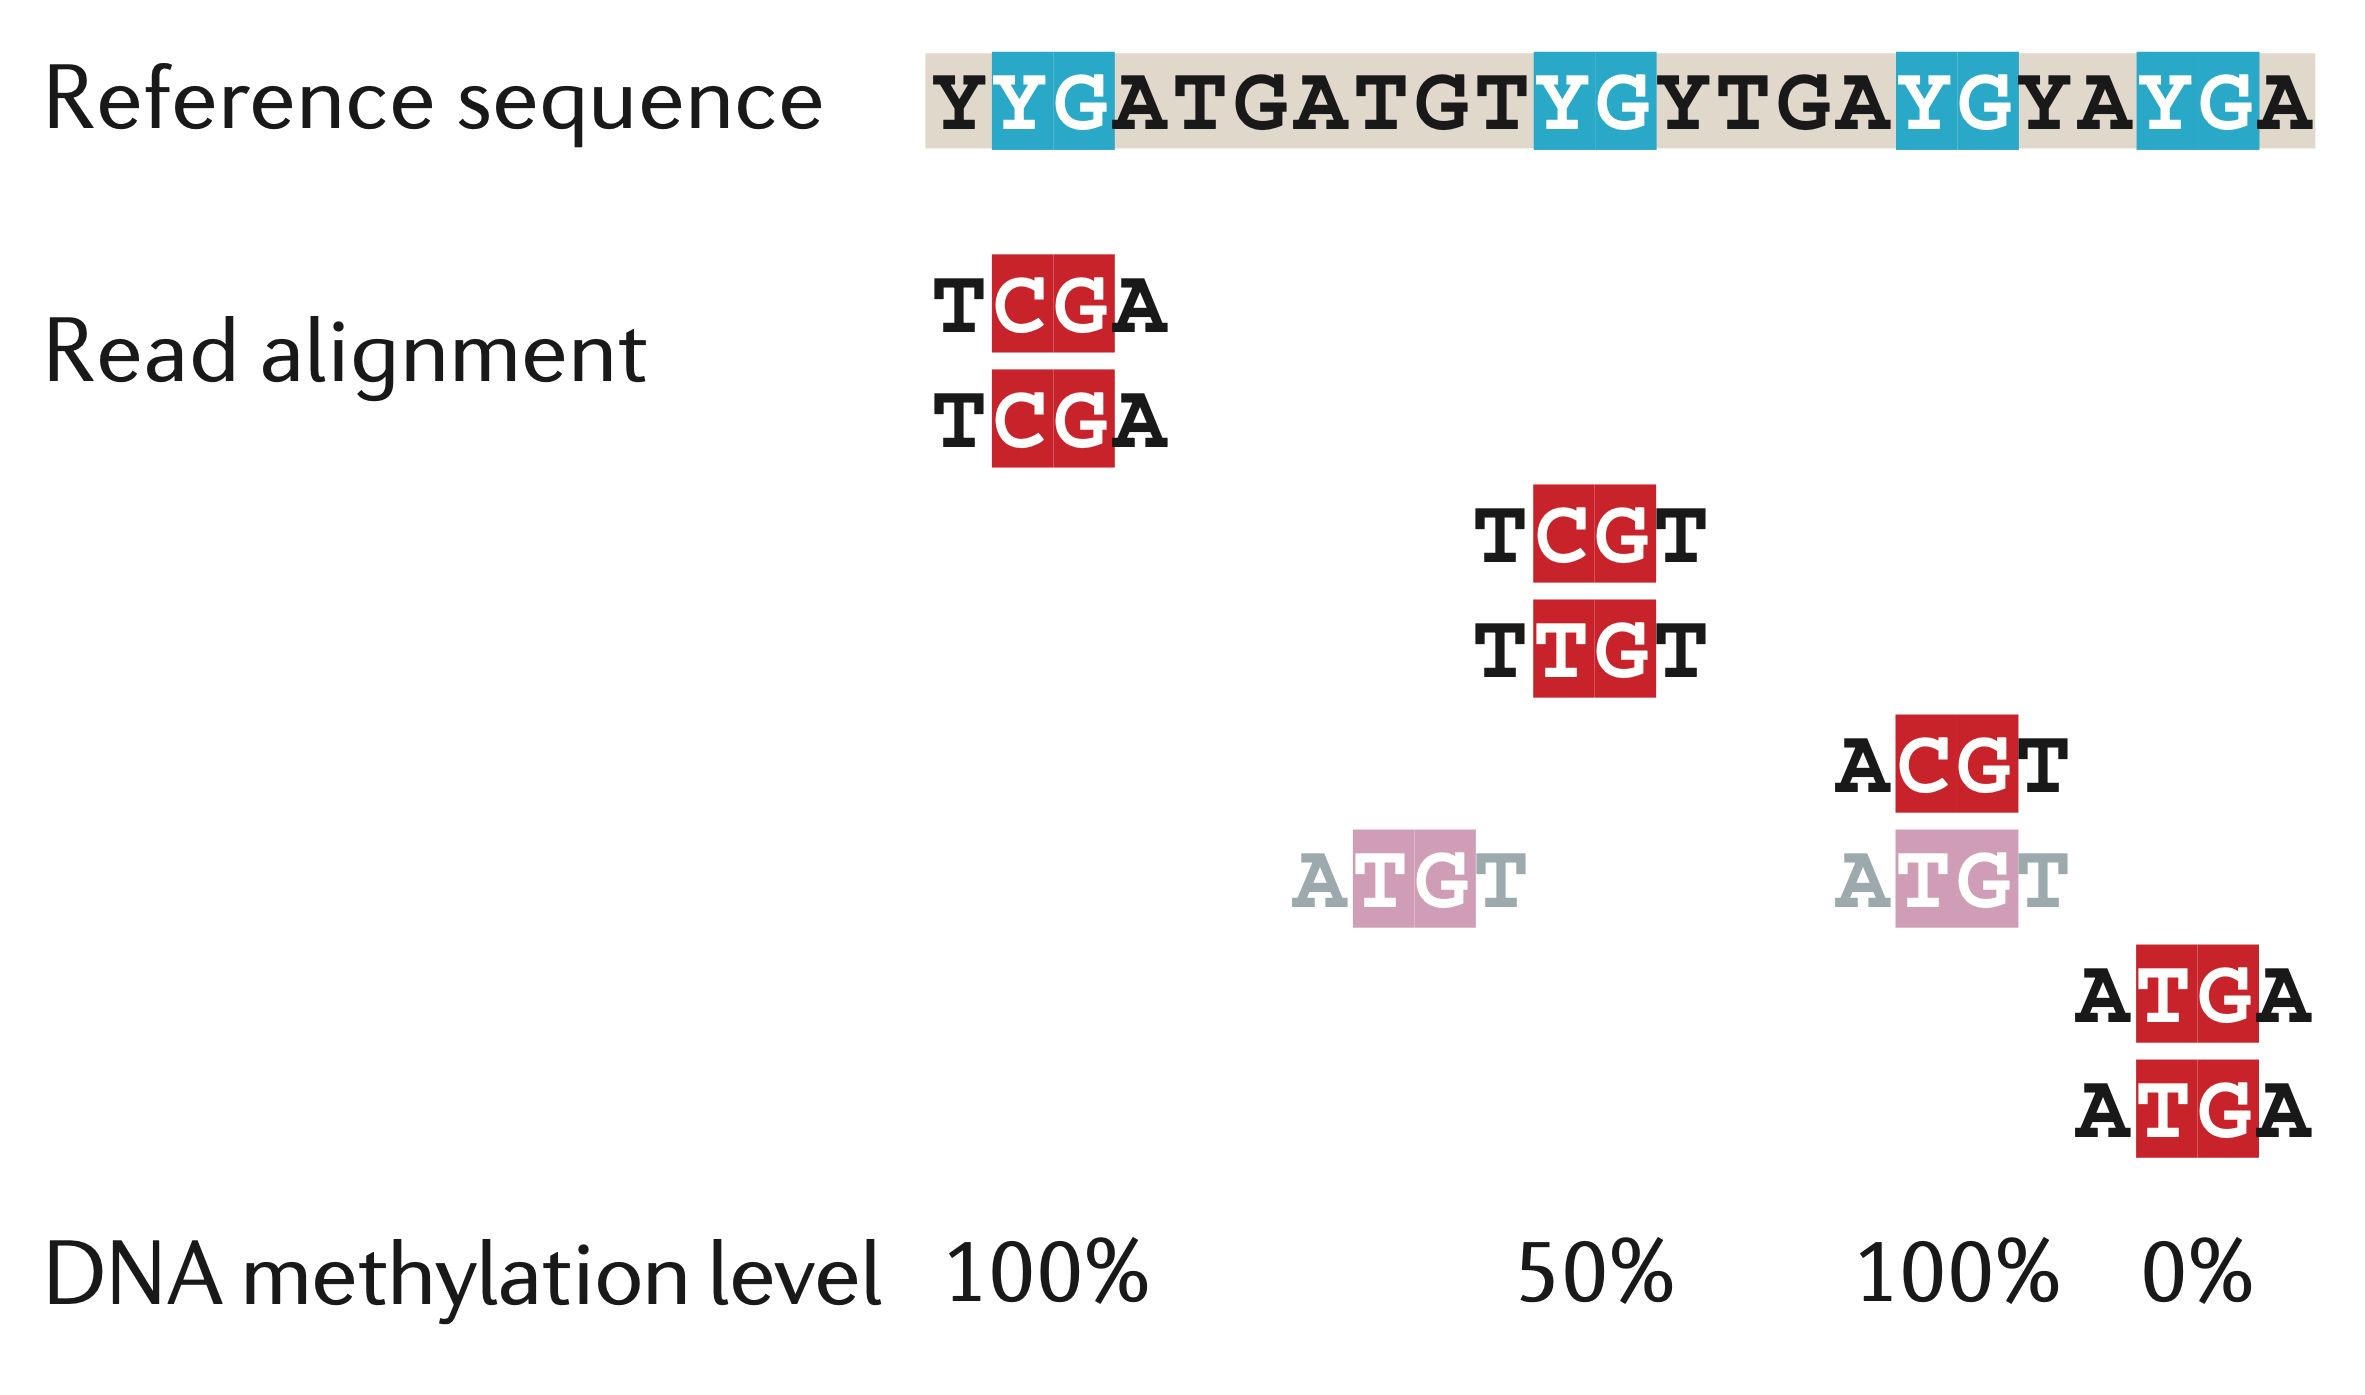 Reference sequence YYGATGATGTYGYTGAYGYAYGA
Read alignment
TCGA
TCGA
TCGT
TTGT
ACGT
ATGT ATGT
ATGA
ATGA
DNA methylation level 100% 50% 100% 0%